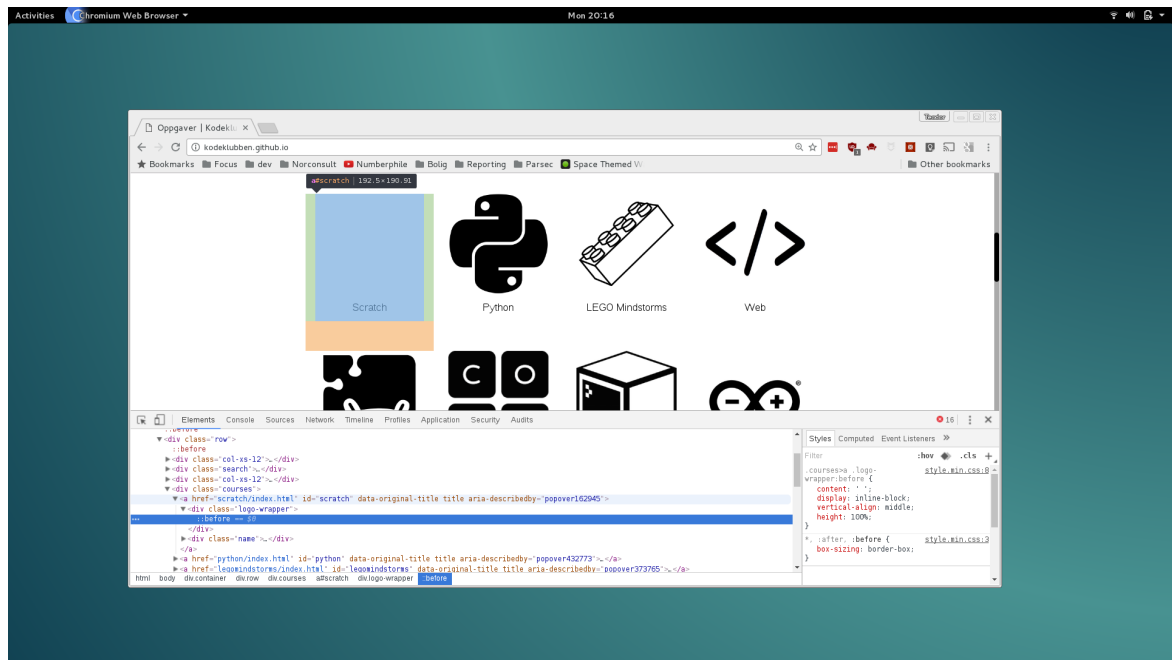 Activities Chromium Web Browser Mon 20:16
Oppgaver | Kodeklu
kodeklubben.github.io
Bookmarks Focus dev Norconsult Numberphile Bolig Reporting Parsec Space Themed W Other bookmarks
a#scratch 192.5×190.91
Scratch Python LEGO Mindstorms Web
C O
Elements Console Sources Network Timeline Profiles Application Security Audits 16
::before
▼<div class="row">
::before
▶<div class="col-xs-12">…</div>
▶<div class="search">…</div>
▶<div class="col-xs-12">…</div>
▼<div class="courses">
▼<a href="scratch/index.html" id="scratch" data-original-title title aria-describedby="popover162945">
▼<div class="logo-wrapper">
::before == $0
</div>
▶<div class="name">…</div>
</a>
▶<a href="python/index.html" id="python" data-original-title title aria-describedby="popover432773">…</a>
▶<a href="legomindstorms/index.html" id="legomindstorms" data-original-title title aria-describedby="popover373765">…</a>
html body div.container div.row div.courses a#scratch div.logo-wrapper ::before
Styles Computed Event Listeners »
Filter :hov .cls +
.courses>a .logo- style.min.css:8
wrapper:before {
content: ' ';
display: inline-block;
vertical-align: middle;
height: 100%;
}
*, :after, :before { style.min.css:3
box-sizing: border-box;
}